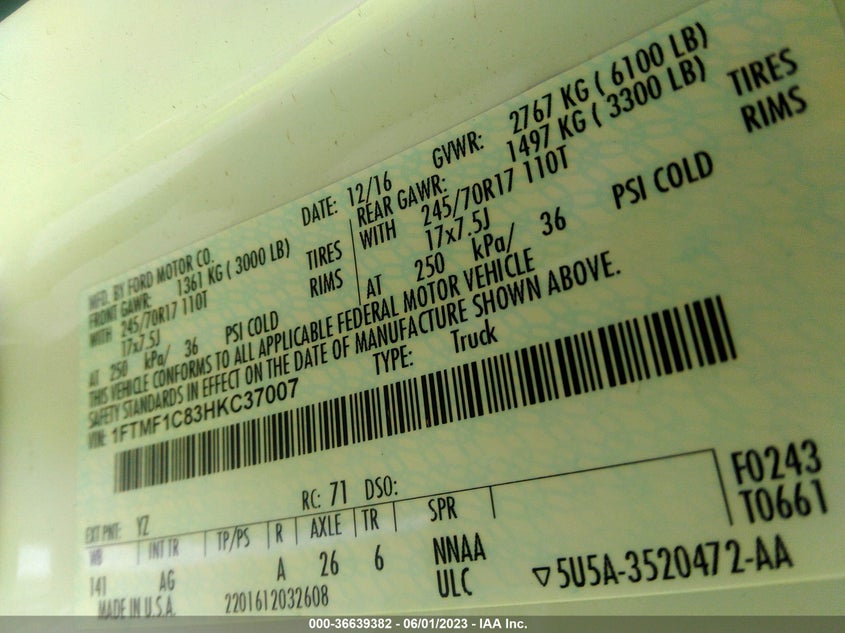 MFD. BY FORD MOTOR CO. DATE: 12/16 GVWR: 2767 KG ( 6100 LB)
FRONT GAWR: 1361 KG ( 3000 LB) REAR GAWR: 1497 KG ( 3300 LB)
WITH 245/70R17 110T TIRES WITH 245/70R17 110T TIRES
17x7.5J RIMS 17x7.5J RIMS
AT 250 kPa/ 36 PSI COLD AT 250 kPa/ 36 PSI COLD
THIS VEHICLE CONFORMS TO ALL APPLICABLE FEDERAL MOTOR VEHICLE
SAFETY STANDARDS IN EFFECT ON THE DATE OF MANUFACTURE SHOWN ABOVE.
VIN: 1FTMF1C83HKC37007 TYPE: Truck
F0243
T0661
EXT PNT: YZ RC: 71 DSO:
WB INT TR TP/PS R AXLE TR SPR
141 AG A 26 6 NNAA
ULC
MADE IN U.S.A. 2201612032608 ▽5U5A-3520472-AA
000-36639382 - 06/01/2023 - IAA Inc.